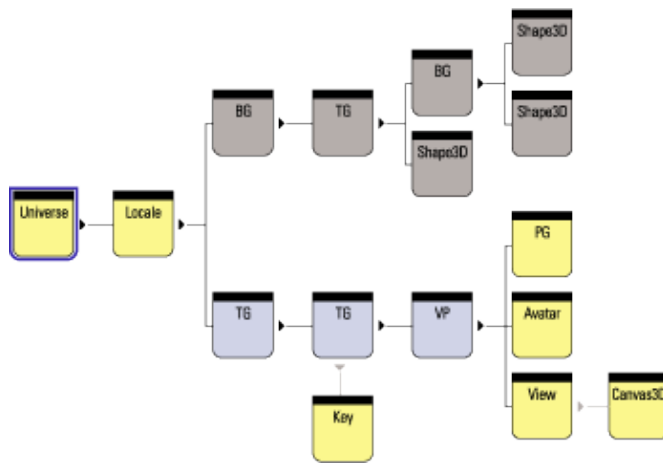 Shape3D
BG
BG
TG
Shape3D
Shape3D
Universe
Locale
PG
TG
TG
VP
Avatar
View
Canvas3D
Key